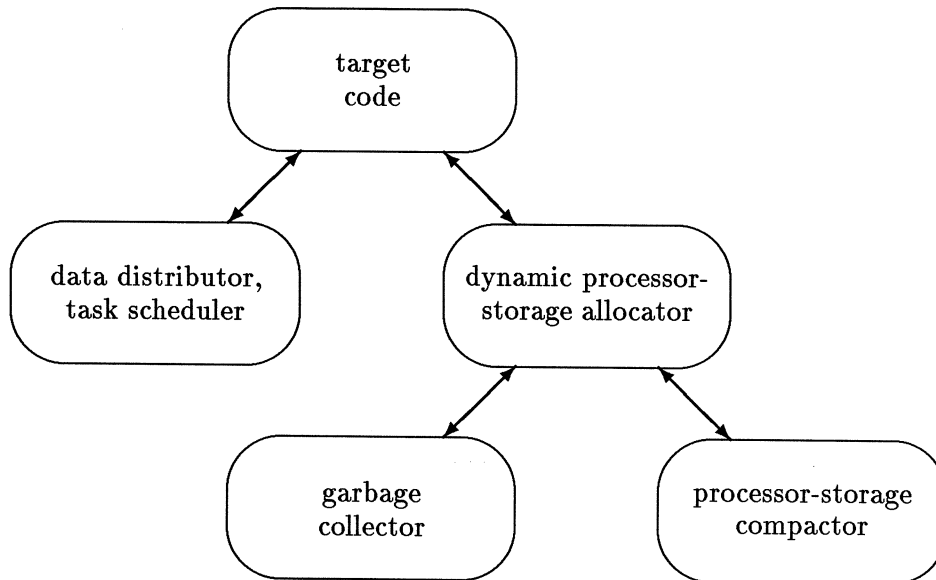 target
code
data distributor,
task scheduler
dynamic processor-
storage allocator
garbage
collector
processor-storage
compactor